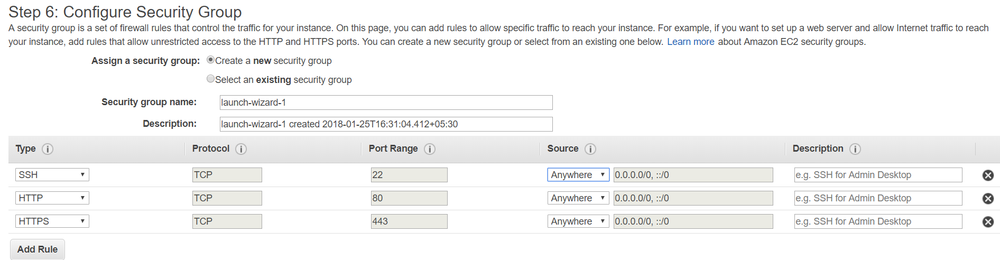 Step 6: Configure Security Group
A security group is a set of firewall rules that control the traffic for your instance. On this page, you can add rules to allow specific traffic to reach your instance. For example, if you want to set up a web server and allow Internet traffic to reach
your instance, add rules that allow unrestricted access to the HTTP and HTTPS ports. You can create a new security group or select from an existing one below. Learn more about Amazon EC2 security groups.
Assign a security group: Create a new security group
Select an existing security group
Security group name: launch-wizard-1
Description: launch-wizard-1 created 2018-01-25T16:31:04.412+05:30
Type i Protocol i Port Range i Source i Description i
SSH TCP 22 Anywhere 0.0.0.0/0, ::/0 e.g. SSH for Admin Desktop
HTTP TCP 80 Anywhere 0.0.0.0/0, ::/0 e.g. SSH for Admin Desktop
HTTPS TCP 443 Anywhere 0.0.0.0/0, ::/0 e.g. SSH for Admin Desktop
Add Rule